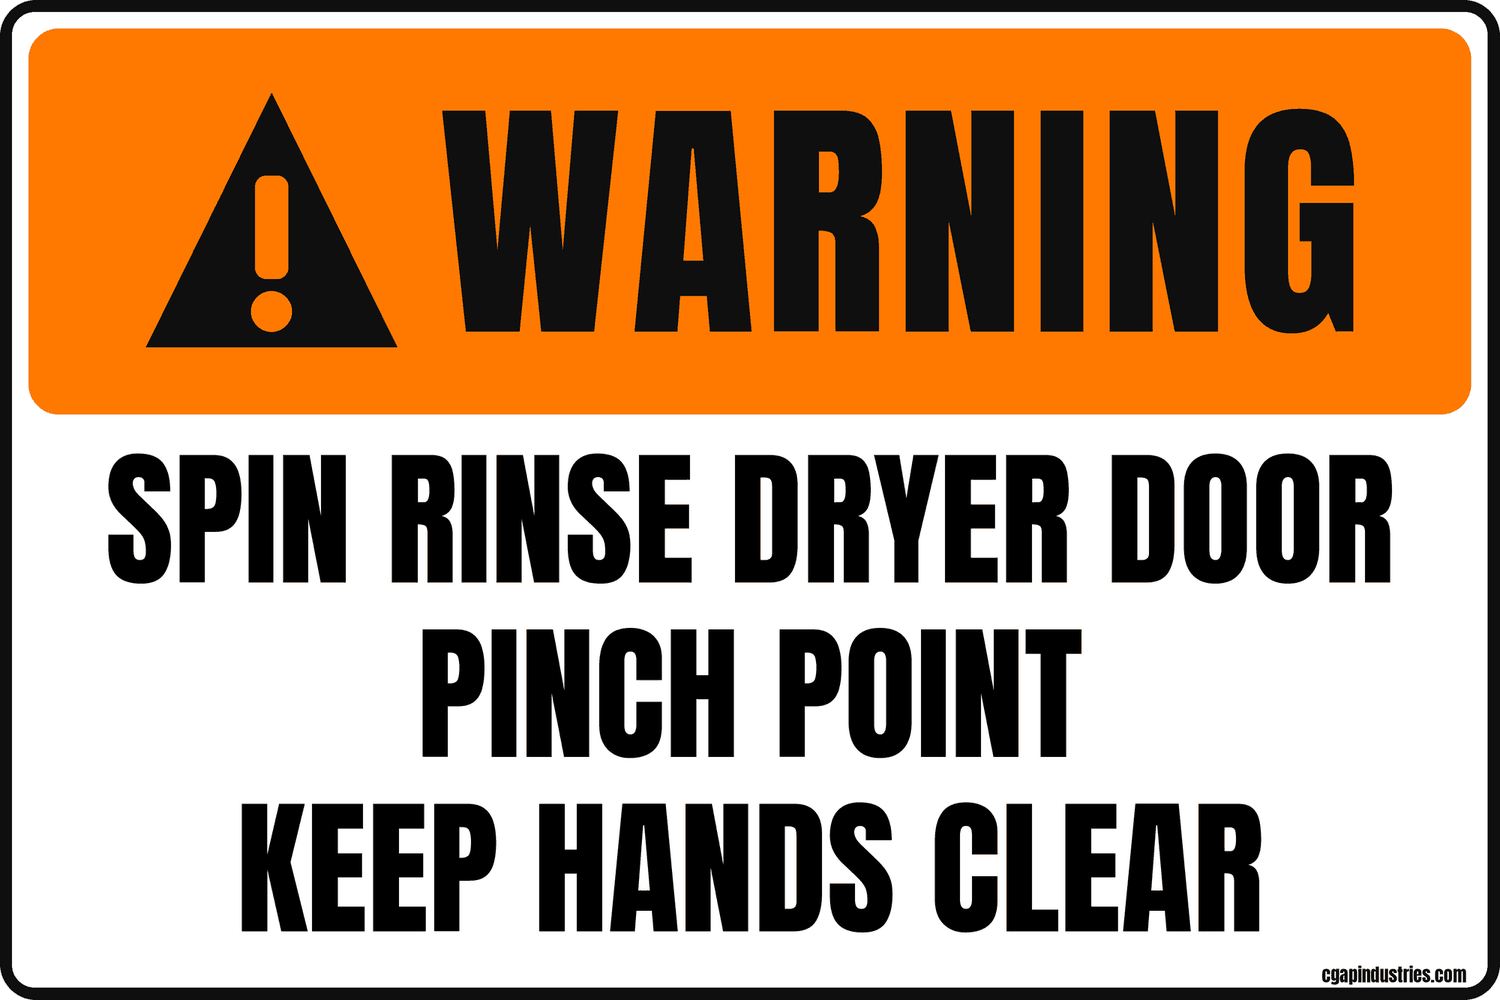 WARNING
SPIN RINSE DRYER DOOR
PINCH POINT
KEEP HANDS CLEAR
cgapindustries.com